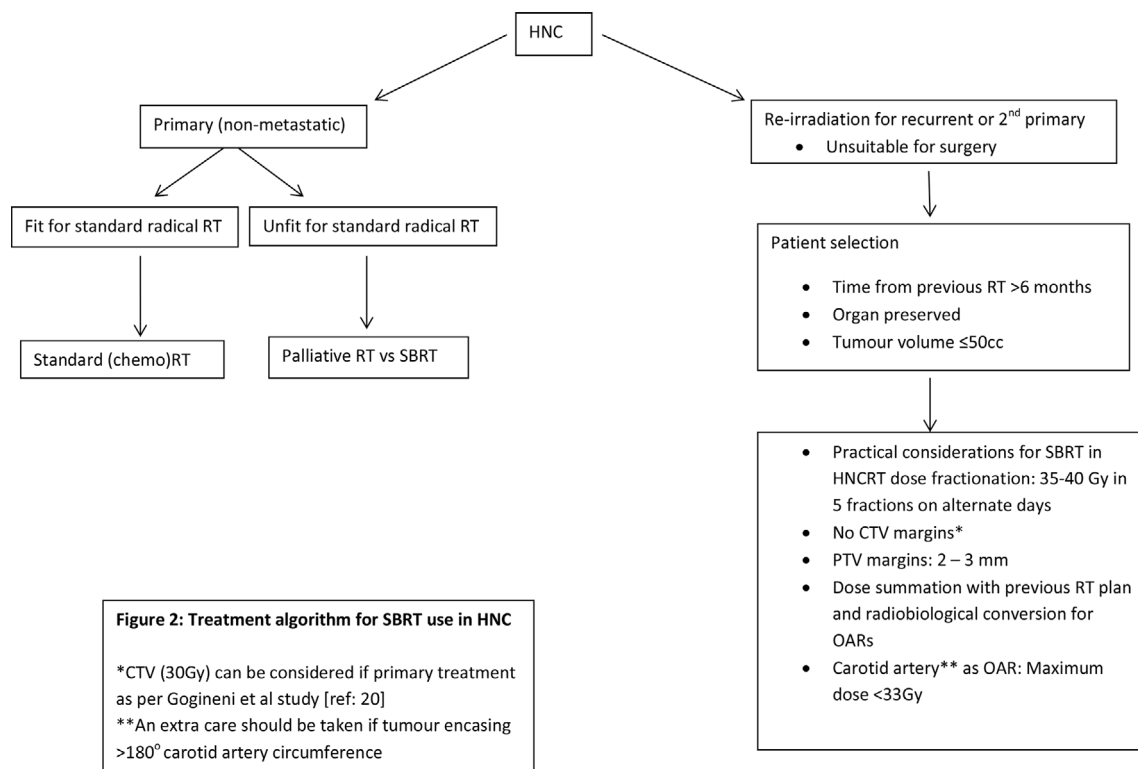 HNC
Primary (non-metastatic)
Re-irradiation for recurrent or 2nd primary
• Unsuitable for surgery
Fit for standard radical RT
Unfit for standard radical RT
Patient selection
• Time from previous RT >6 months
• Organ preserved
• Tumour volume ≤50cc
Standard (chemo)RT
Palliative RT vs SBRT
• Practical considerations for SBRT in
HNCRT dose fractionation: 35-40 Gy in
5 fractions on alternate days
• No CTV margins*
• PTV margins: 2 – 3 mm
• Dose summation with previous RT plan
and radiobiological conversion for
OARs
• Carotid artery** as OAR: Maximum
dose <33Gy
Figure 2: Treatment algorithm for SBRT use in HNC
*CTV (30Gy) can be considered if primary treatment
as per Gogineni et al study [ref: 20]
**An extra care should be taken if tumour encasing
>180° carotid artery circumference